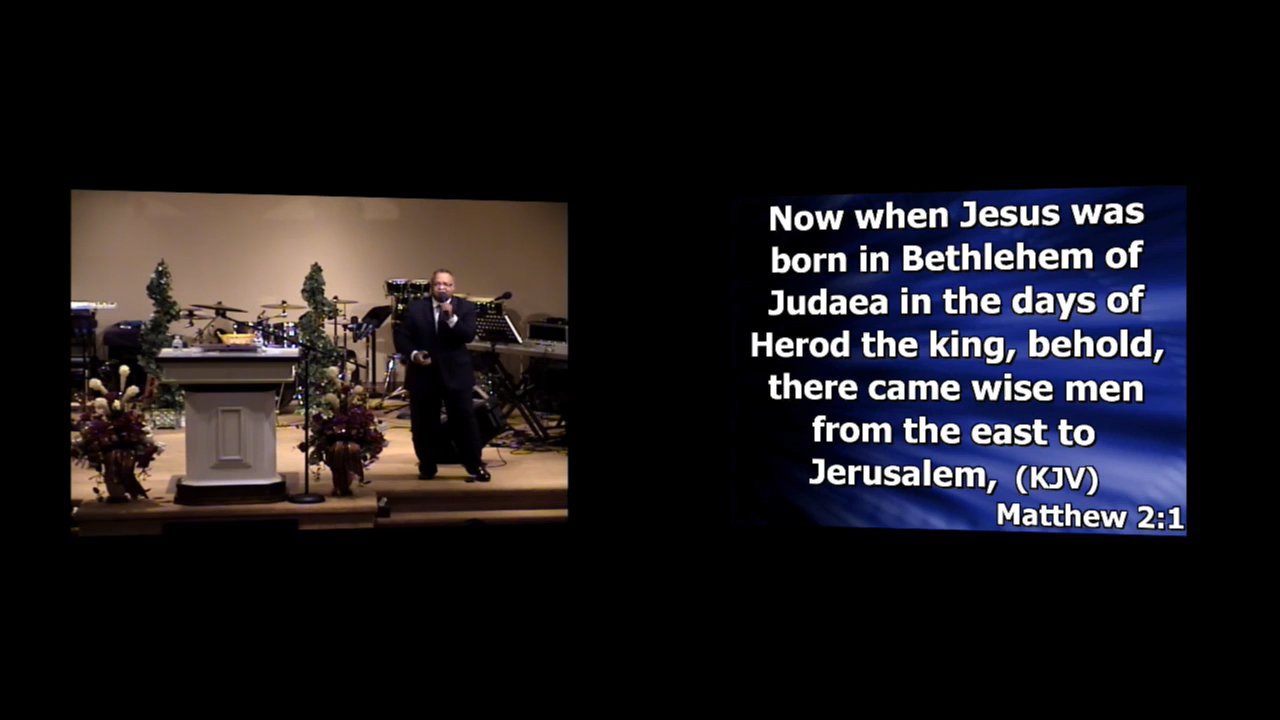 Now when Jesus was
born in Bethlehem of
Judaea in the days of
Herod the king, behold,
there came wise men
from the east to
Jerusalem, (KJV)
Matthew 2:1